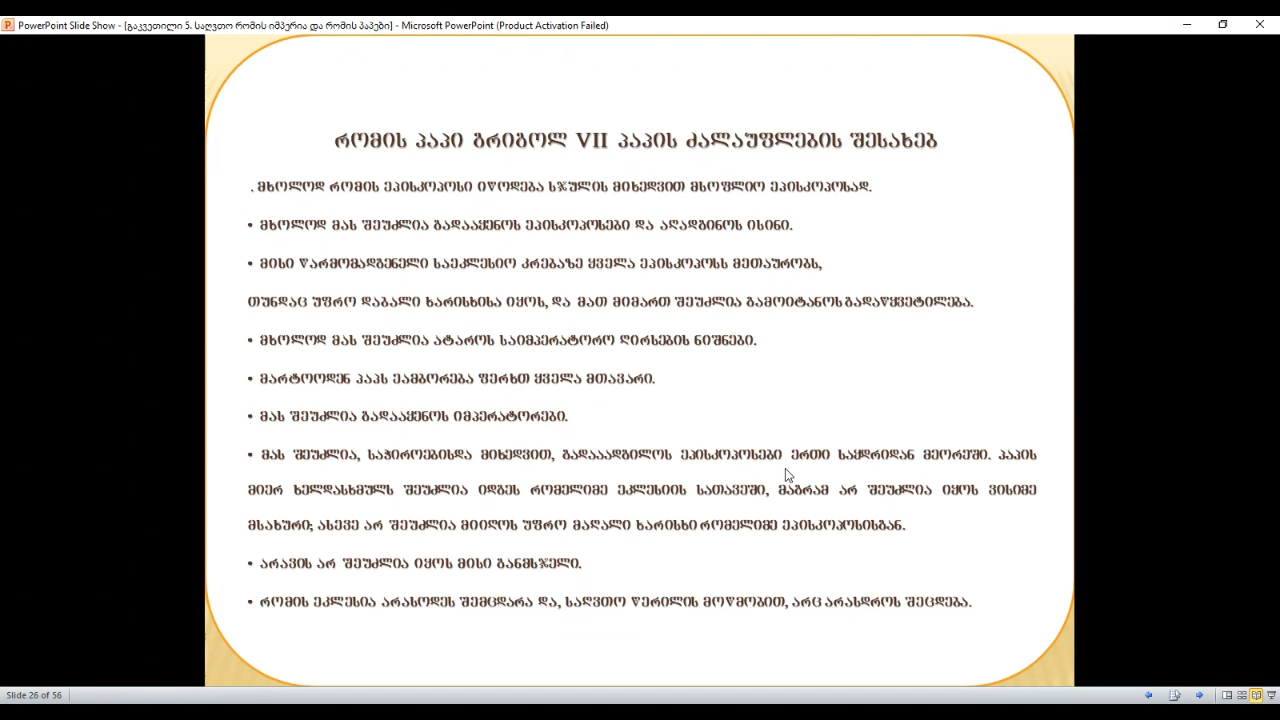 PowerPoint Slide Show - [გაკვეთილი 5. საღვთო რომის იმპერია და რომის პაპები] - Microsoft PowerPoint (Product Activation Failed)
რომის პაპი გრიგოლ VII პაპის ძალაუფლების შესახებ
. მხოლოდ რომის ეპისკოპოსი იწოდება სჯულის მიხედვით მსოფლიო ეპისკოპოსად.
• მხოლოდ მას შეუძლია გადააყენოს ეპისკოპოსები და აღადგინოს ისინი.
• მისი წარმომადგენელი საეკლესიო კრებაზე ყველა ეპისკოპოსს მეთაურობს,
თუნდაც უფრო დაბალი ხარისხისა იყოს, და მათ მიმართ შეუძლია გამოიტანოს გადაწყვეტილება.
• მხოლოდ მას შეუძლია ატაროს საიმპერატორო ღირსების ნიშნები.
• მარტოოდენ პაპს ეამბორება ფერხთ ყველა მთავარი.
• მას შეუძლია გადააყენოს იმპერატორები.
• მას შეუძლია, საჭიროებისდა მიხედვით, გადააადგილოს ეპისკოპოსები ერთი საყდრიდან მეორეში. პაპის
მიერ ხელდასხმულს შეუძლია იდგეს რომელიმე ეკლესიის სათავეში, მაგრამ არ შეუძლია იყოს ვისიმე
მსახური; ასევე არ შეუძლია მიიღოს უფრო მაღალი ხარისხი რომელიმე ეპისკოპოსისგან.
• არავის არ შეუძლია იყოს მისი განმსჯელი.
• რომის ეკლესია არასოდეს შემცდარა და, საღვთო წერილის მოწმობით, არც არასდროს შეცდება.
Slide 26 of 56